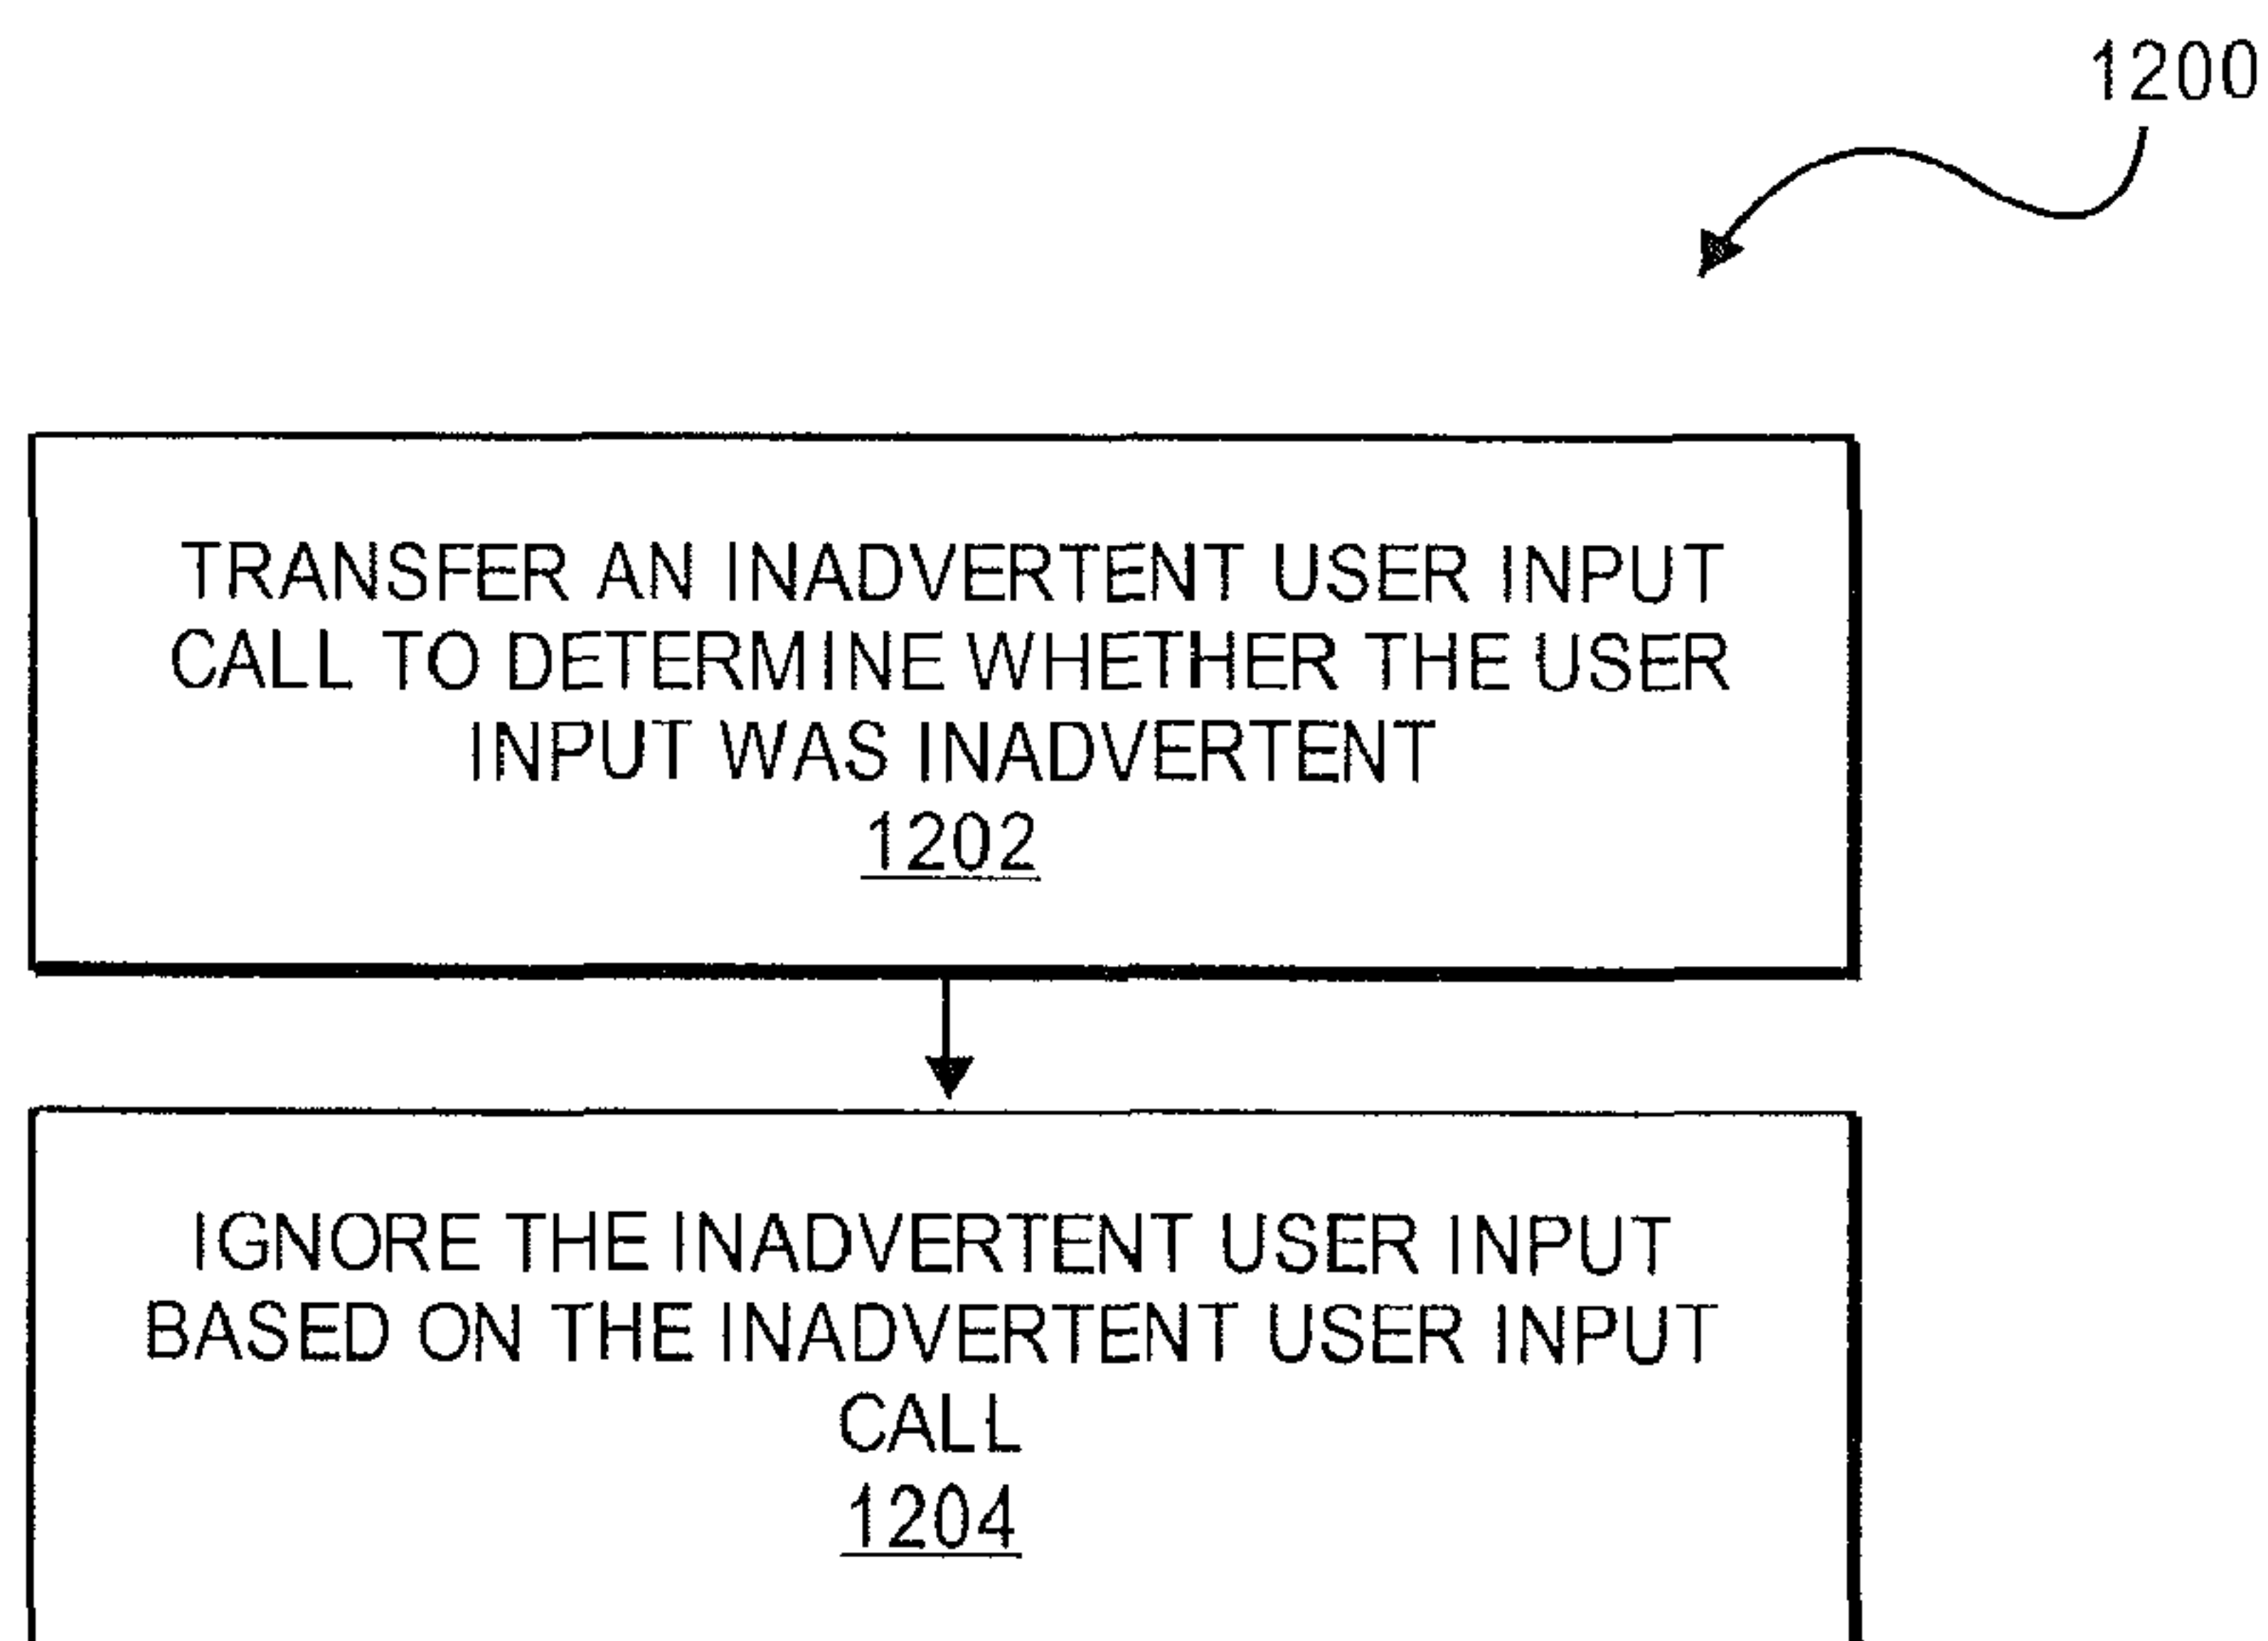 1200
TRANSFER AN INADVERTENT USER INPUT
CALL TO DETERMINE WHETHER THE USER
INPUT WAS INADVERTENT
1202
IGNORE THE INADVERTENT USER INPUT
BASED ON THE INADVERTENT USER INPUT
CALL
1204